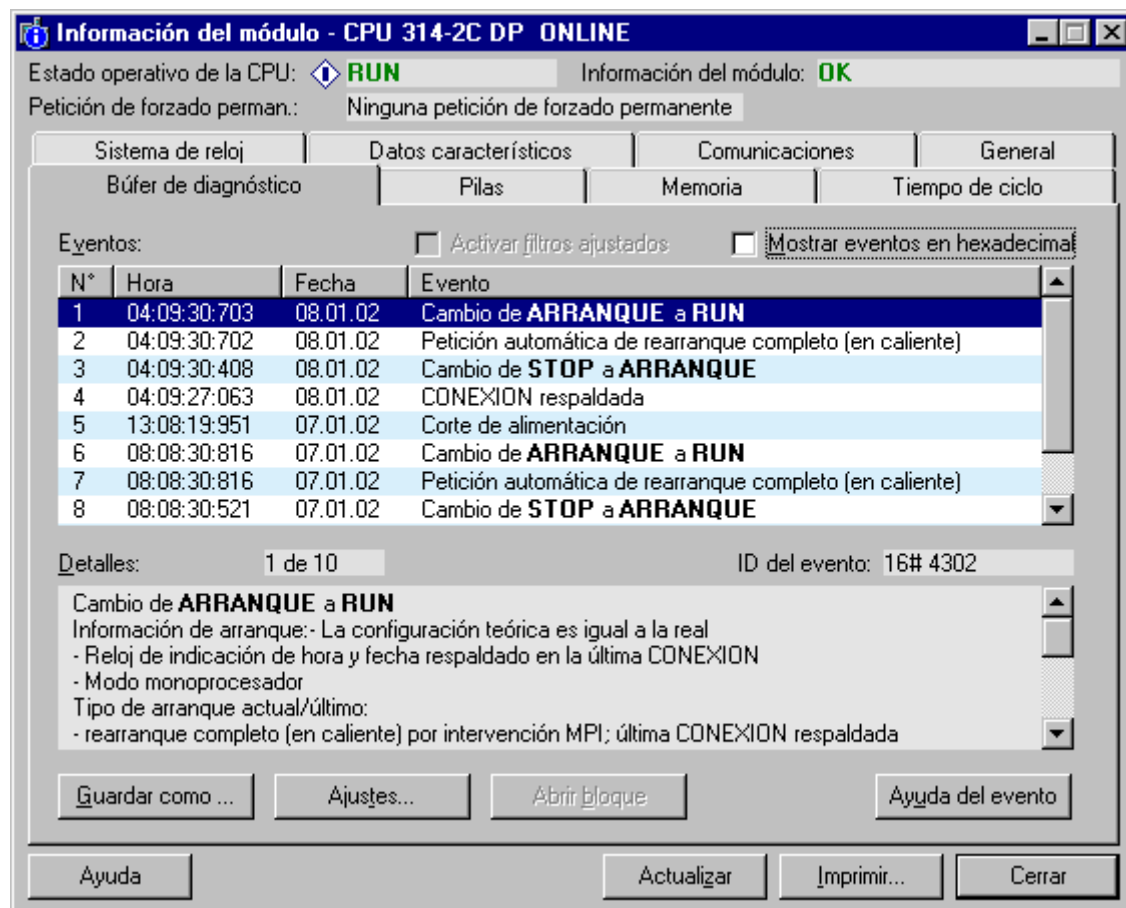 Información del módulo - CPU 314-2C DP ONLINE
Estado operativo de la CPU: RUN Información del módulo: OK
Petición de forzado perman.: Ninguna petición de forzado permanente
Sistema de reloj Datos característicos Comunicaciones General
Búfer de diagnóstico Pilas Memoria Tiempo de ciclo
Eventos: Activar filtros ajustados Mostrar eventos en hexadecimal
N° Hora Fecha Evento
1 04:09:30:703 08.01.02 Cambio de ARRANQUE a RUN
2 04:09:30:702 08.01.02 Petición automática de rearranque completo (en caliente)
3 04:09:30:408 08.01.02 Cambio de STOP a ARRANQUE
4 04:09:27:063 08.01.02 CONEXION respaldada
5 13:08:19:951 07.01.02 Corte de alimentación
6 08:08:30:816 07.01.02 Cambio de ARRANQUE a RUN
7 08:08:30:816 07.01.02 Petición automática de rearranque completo (en caliente)
8 08:08:30:521 07.01.02 Cambio de STOP a ARRANQUE
Detalles: 1 de 10 ID del evento: 16# 4302
Cambio de ARRANQUE a RUN
Información de arranque:- La configuración teórica es igual a la real
- Reloj de indicación de hora y fecha respaldado en la última CONEXION
- Modo monoprocesador
Tipo de arranque actual/último:
- rearranque completo (en caliente) por intervención MPI; última CONEXION respaldada
Guardar como ... Ajustes... Abrir bloque Ayuda del evento
Ayuda Actualizar Imprimir... Cerrar